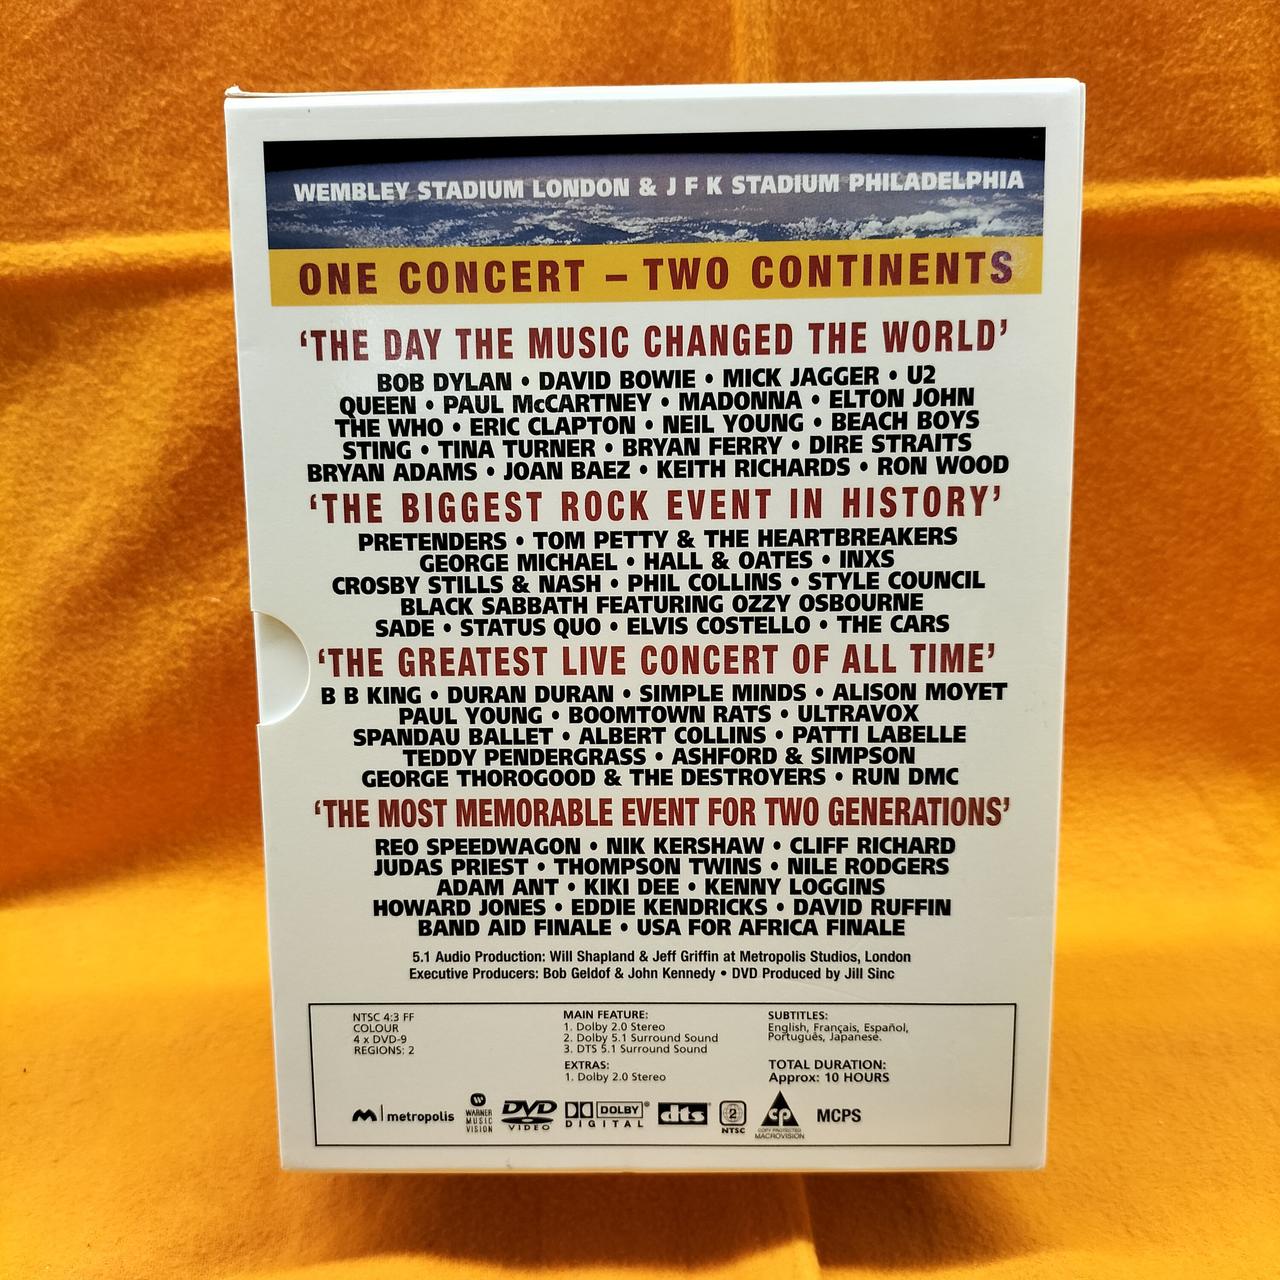 WEMBLEY STADIUM LONDON & J F K STADIUM PHILADELPHIA
ONE CONCERT – TWO CONTINENTS
‘THE DAY THE MUSIC CHANGED THE WORLD’
BOB DYLAN • DAVID BOWIE • MICK JAGGER • U2
QUEEN • PAUL McCARTNEY • MADONNA • ELTON JOHN
THE WHO • ERIC CLAPTON • NEIL YOUNG • BEACH BOYS
STING • TINA TURNER • BRYAN FERRY • DIRE STRAITS
BRYAN ADAMS • JOAN BAEZ • KEITH RICHARDS • RON WOOD
‘THE BIGGEST ROCK EVENT IN HISTORY’
PRETENDERS • TOM PETTY & THE HEARTBREAKERS
GEORGE MICHAEL • HALL & OATES • INXS
CROSBY STILLS & NASH • PHIL COLLINS • STYLE COUNCIL
BLACK SABBATH FEATURING OZZY OSBOURNE
SADE • STATUS QUO • ELVIS COSTELLO • THE CARS
‘THE GREATEST LIVE CONCERT OF ALL TIME’
B B KING • DURAN DURAN • SIMPLE MINDS • ALISON MOYET
PAUL YOUNG • BOOMTOWN RATS • ULTRAVOX
SPANDAU BALLET • ALBERT COLLINS • PATTI LABELLE
TEDDY PENDERGRASS • ASHFORD & SIMPSON
GEORGE THOROGOOD & THE DESTROYERS • RUN DMC
‘THE MOST MEMORABLE EVENT FOR TWO GENERATIONS’
REO SPEEDWAGON • NIK KERSHAW • CLIFF RICHARD
JUDAS PRIEST • THOMPSON TWINS • NILE RODGERS
ADAM ANT • KIKI DEE • KENNY LOGGINS
HOWARD JONES • EDDIE KENDRICKS • DAVID RUFFIN
BAND AID FINALE • USA FOR AFRICA FINALE
5.1 Audio Production: Will Shapland & Jeff Griffin at Metropolis Studios, London
Executive Producers: Bob Geldof & John Kennedy • DVD Produced by Jill Sinc
NTSC 4:3 FF
COLOUR
4 x DVD-9
REGIONS: 2
MAIN FEATURE:
1. Dolby 2.0 Stereo
2. Dolby 5.1 Surround Sound
3. DTS 5.1 Surround Sound
EXTRAS:
1. Dolby 2.0 Stereo
SUBTITLES:
English, Français, Español,
Português, Japanese.
TOTAL DURATION:
Approx: 10 HOURS
metropolis
WARNER
MUSIC
VISION
DVD
VIDEO
DOLBY
DIGITAL
dts
2
NTSC
CP
COPY PROTECTED
MACROVISION
MCPS